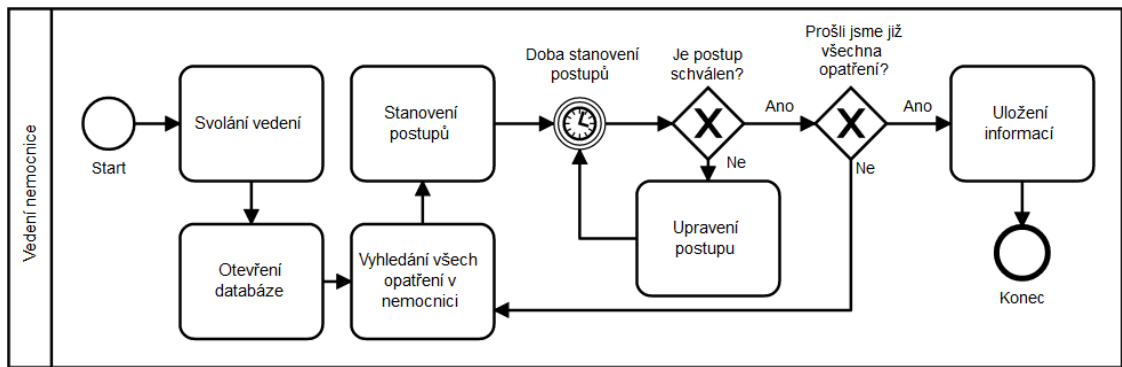 Vedení nemocnice
Start
Svolání vedení
Otevření
databáze
Vyhledání všech
opatření v
nemocnici
Stanovení
postupů
Doba stanovení
postupů
Je postup
schválen?
Ano
Ne
Upravení
postupu
Prošli jsme již
všechna
opatření?
Ano
Ne
Uložení
informací
Konec